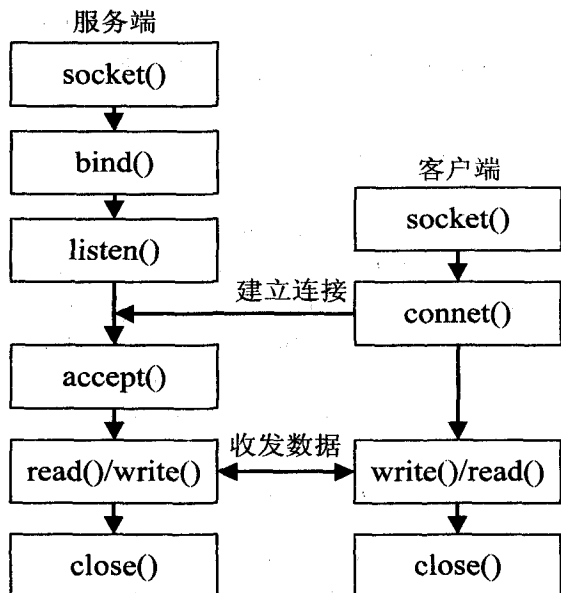 服务端
socket()
bind()
客户端
listen()
socket()
建立连接
connet()
accept()
收发数据
read()/write()
write()/read()
close()
close()